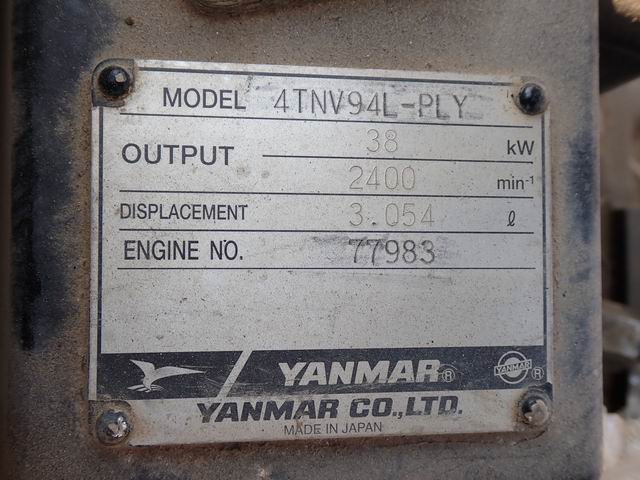 MODEL 4TNV94L-PLY
OUTPUT 38 kW
2400 min-1
DISPLACEMENT 3.054 ℓ
ENGINE NO. 77983
YANMAR® YANMAR ®
YANMAR CO.,LTD.
MADE IN JAPAN